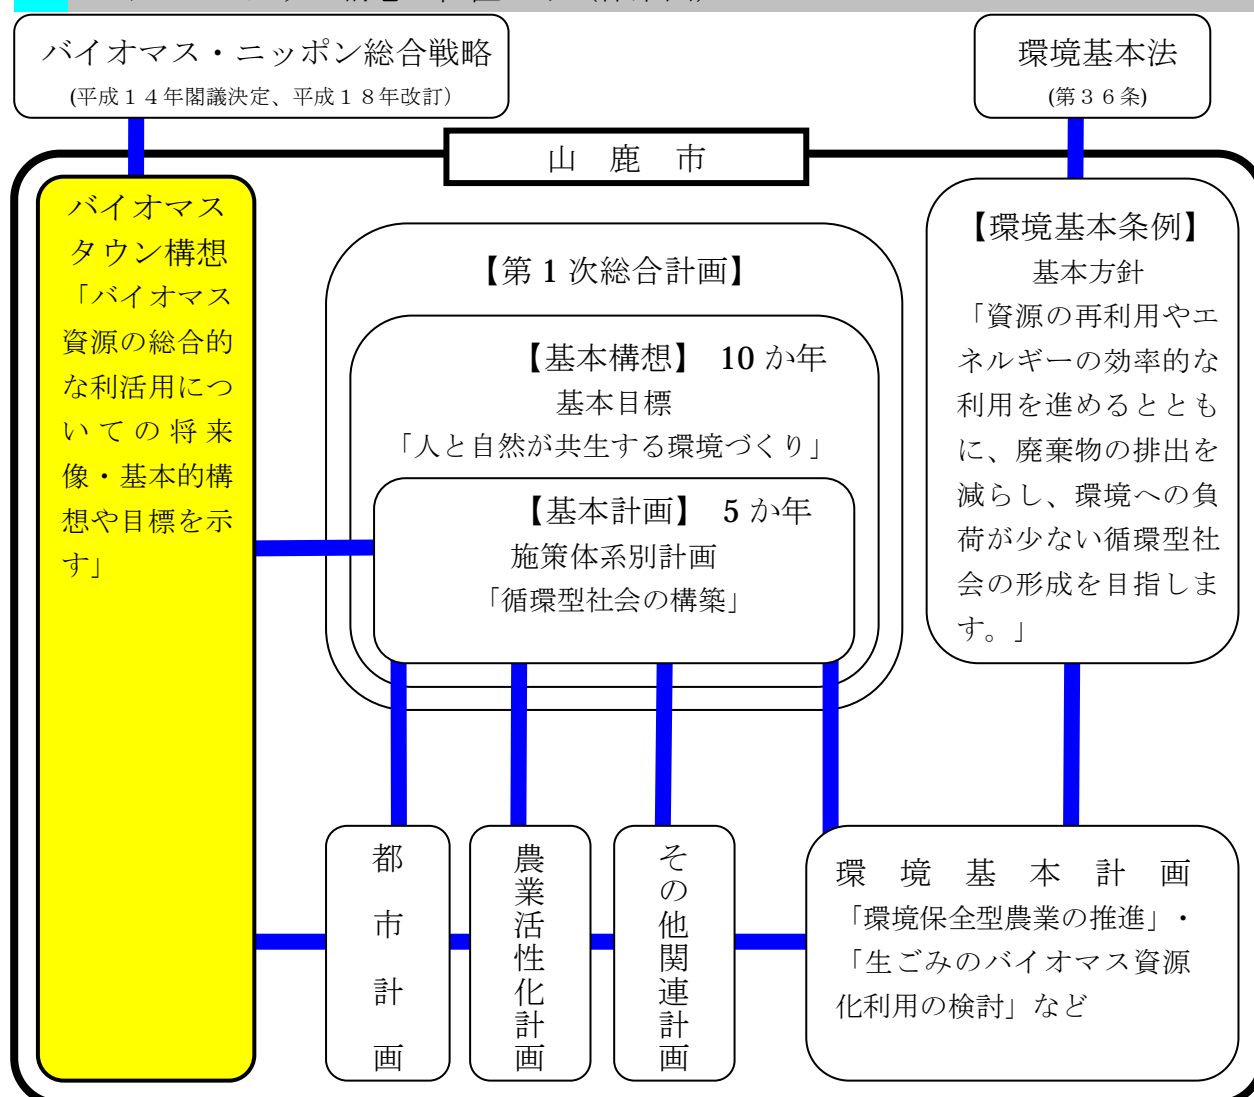 バイオマス・ニッポン総合戦略
(平成１４年閣議決定、平成１８年改訂）
環境基本法
(第３６条)
山鹿市
バイオマス
タウン構想
「バイオマス
資源の総合的
な利活用につ
いての将来
像・基本的構
想や目標を示
す」
【第 1 次総合計画】
【基本構想】 10 か年
基本目標
「人と自然が共生する環境づくり」
【基本計画】 5 か年
施策体系別計画
「循環型社会の構築」
【環境基本条例】
基本方針
「資源の再利用やエ
ネルギーの効率的な
利用を進めるととも
に、廃棄物の排出を
減らし、環境への負
荷が少ない循環型社
会の形成を目指しま
す。」
都市計画
農業活性化計画
その他関連計画
環境基本計画
「環境保全型農業の推進」・
「生ごみのバイオマス資源
化利用の検討」など